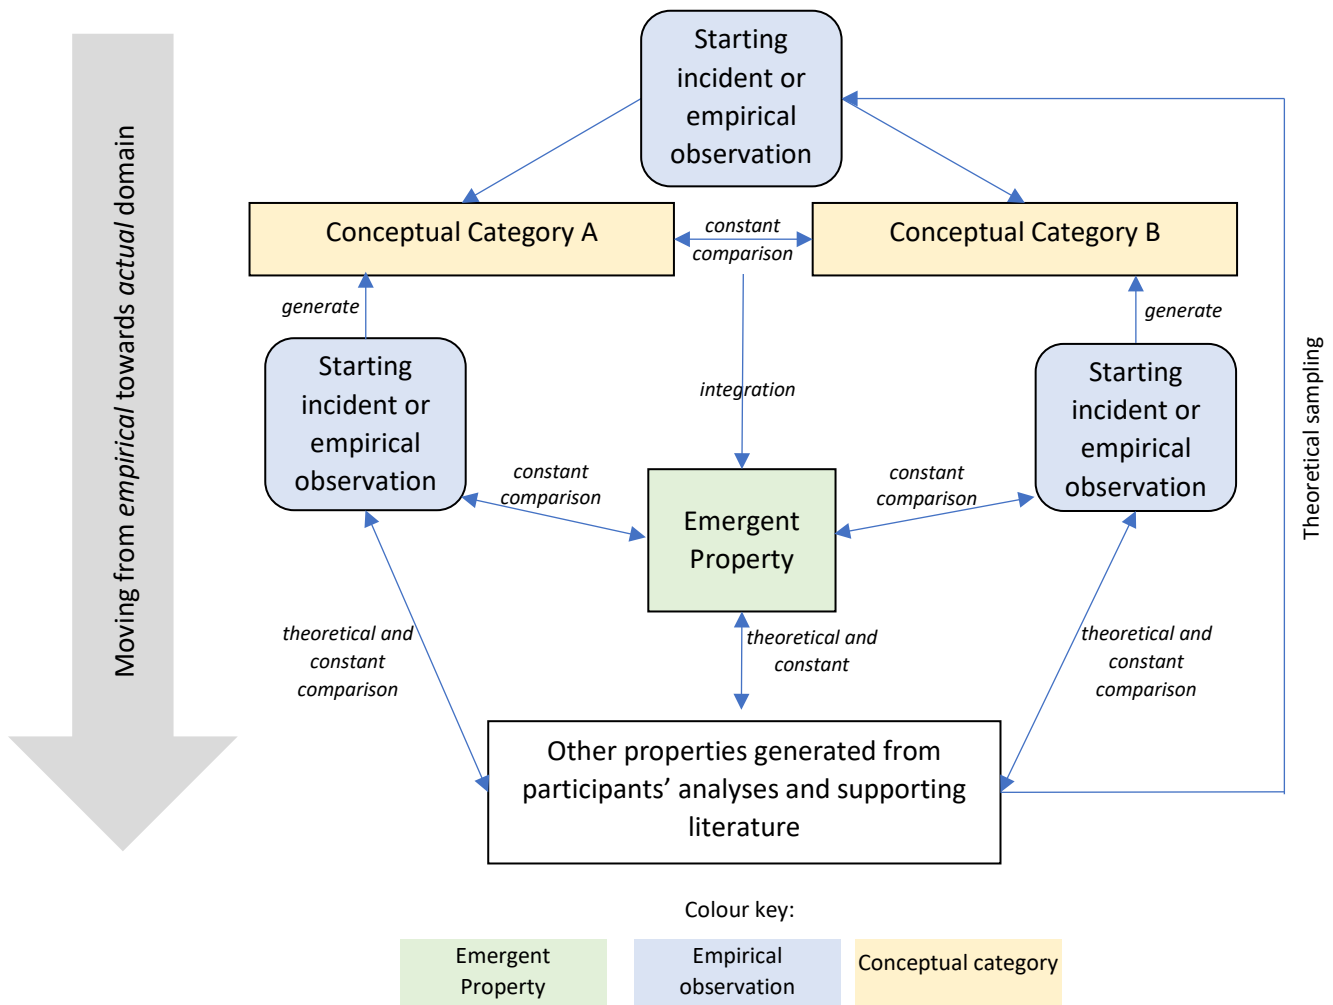 Starting
incident or
empirical
observation
Moving from empirical towards actual domain
Conceptual Category A
constant
comparison
Conceptual Category B
generate
generate
Starting
incident or
empirical
observation
integration
Starting
incident or
empirical
observation
Theoretical sampling
constant
comparison
constant
comparison
Emergent
Property
theoretical and
constant
comparison
theoretical and
constant
theoretical and
constant
comparison
Other properties generated from
participants’ analyses and supporting
literature
Colour key:
Emergent
Property
Empirical
observation
Conceptual category